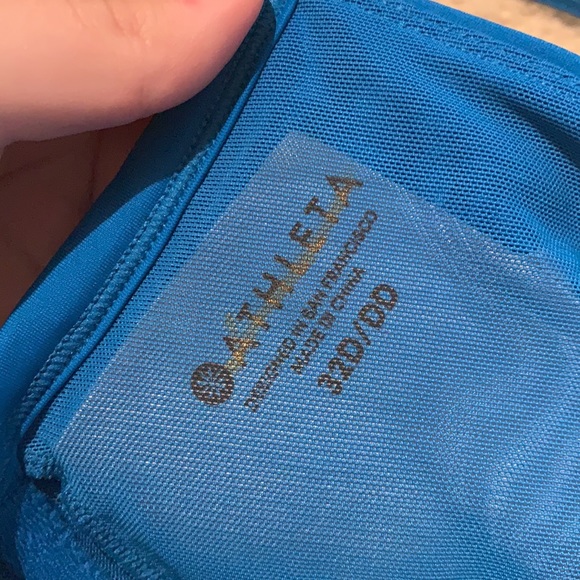 ATHLETA
DESIGNED IN SAN FRANCISCO
MADE IN CHINA
32D/DD